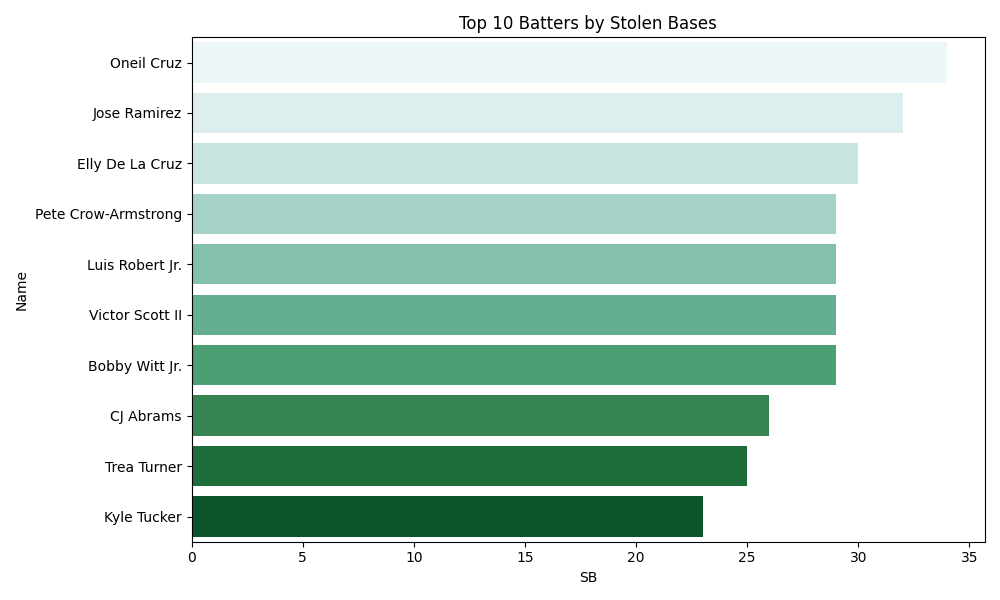 Top 10 Batters by Stolen Bases
Name
Oneil Cruz
Jose Ramirez
Elly De La Cruz
Pete Crow-Armstrong
Luis Robert Jr.
Victor Scott II
Bobby Witt Jr.
CJ Abrams
Trea Turner
Kyle Tucker
0 5 10 15 20 25 30 35
SB